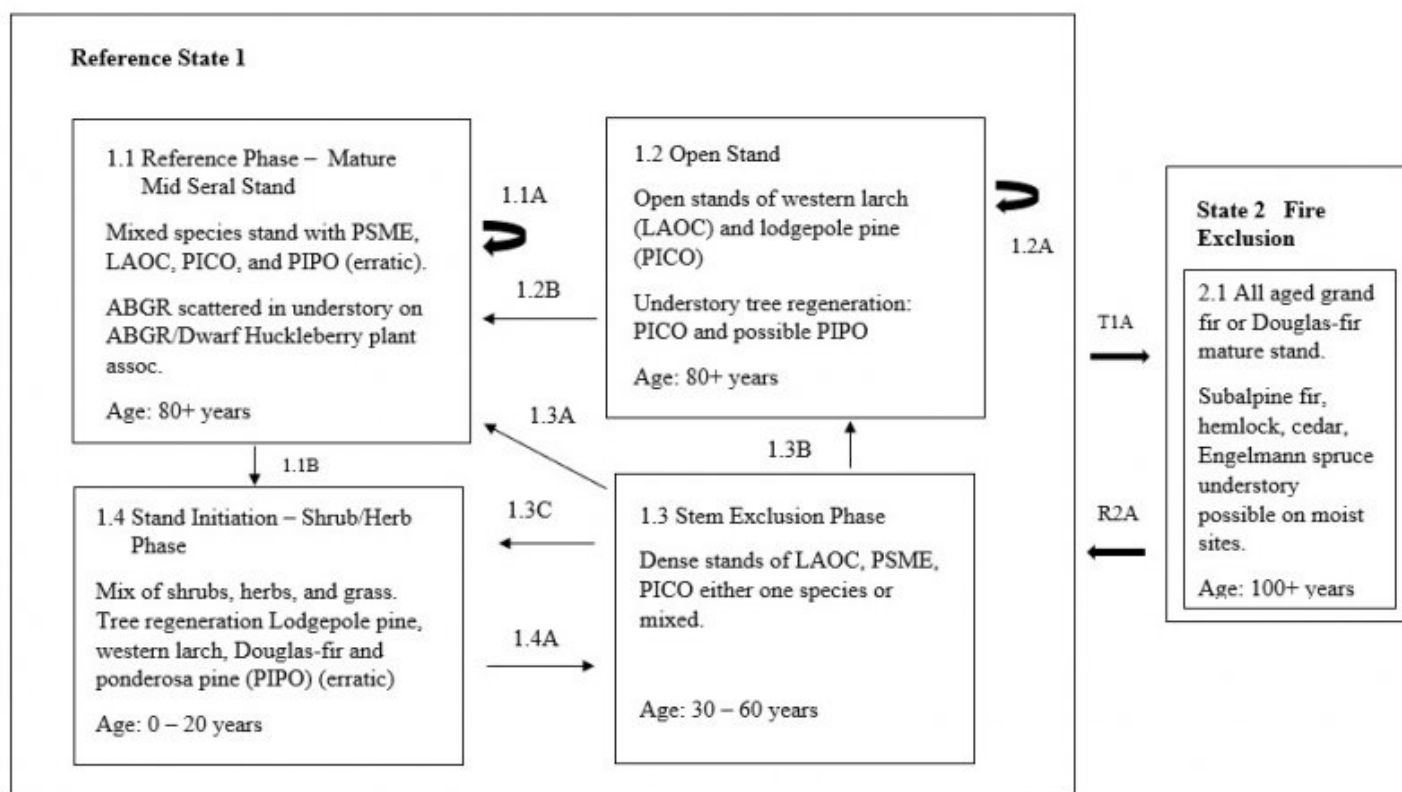 Reference State 1
1.1 Reference Phase – Mature
Mid Seral Stand
Mixed species stand with PSME,
LAOC, PICO, and PIPO (erratic).
ABGR scattered in understory on
ABGR/Dwarf Huckleberry plant
assoc.
Age: 80+ years
1.1A
1.2B
1.2 Open Stand
Open stands of western larch
(LAOC) and lodgepole pine
(PICO)
Understory tree regeneration:
PICO and possible PIPO
Age: 80+ years
1.2A
1.3A
1.3B
1.1B
1.4 Stand Initiation – Shrub/Herb
Phase
Mix of shrubs, herbs, and grass.
Tree regeneration Lodgepole pine,
western larch, Douglas-fir and
ponderosa pine (PIPO) (erratic)
Age: 0 – 20 years
1.3C
1.4A
1.3 Stem Exclusion Phase
Dense stands of LAOC, PSME,
PICO either one species or
mixed.
Age: 30 – 60 years
T1A
R2A
State 2 Fire
Exclusion
2.1 All aged grand
fir or Douglas-fir
mature stand.
Subalpine fir,
hemlock, cedar,
Engelmann spruce
understory
possible on moist
sites.
Age: 100+ years